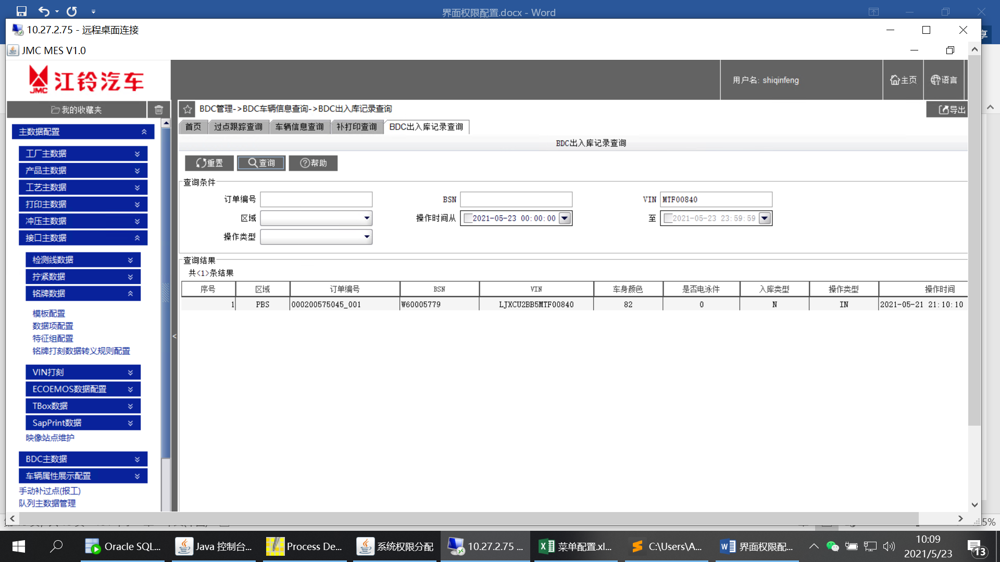 界面权限配置.docx - Word
10.27.2.75 - 远程桌面连接
享
JMC MES V1.0
JMC 江铃汽车
用户名: shiqinfeng
主页
语言
我的收藏夹
BDC管理->BDC车辆信息查询->BDC出入库记录查询
导出
首页 过点跟踪查询 车辆信息查询 补打印查询 BDC出入库记录查询
BDC出入库记录查询
重置 查询 帮助
主数据配置
工厂主数据
产品主数据
工艺主数据
打印主数据
冲压主数据
接口主数据
检测线数据
拧紧数据
铭牌数据
模板配置
数据项配置
特征组配置
铭牌打刻数据转义规则配置
VIN打刻
ECOEMOS数据配置
TBox数据
SapPrint数据
映像站点维护
BDC主数据
车辆属性展示配置
手动补过点(报工)
队列主数据管理
<
查询条件
订单编号 BSN VIN MTF00840
区域 操作时间从 2021-05-23 00:00:00 至 2021-05-23 23:59:59
操作类型
查询结果
共<1>条结果
序号 区域 订单编号 BSN VIN 车身颜色 是否电泳件 入库类型 操作类型 操作时间
1 PBS 000200575045_001 W60005779 LJXCU2BB5MTF00840 82 0 N IN 2021-05-21 21:10:10
5%
Oracle SQL...
Java 控制台...
Process De...
系统权限分配
10.27.2.75 ...
菜单配置.xl...
C:\Users\A...
界面权限配...
10:09
2021/5/23
13